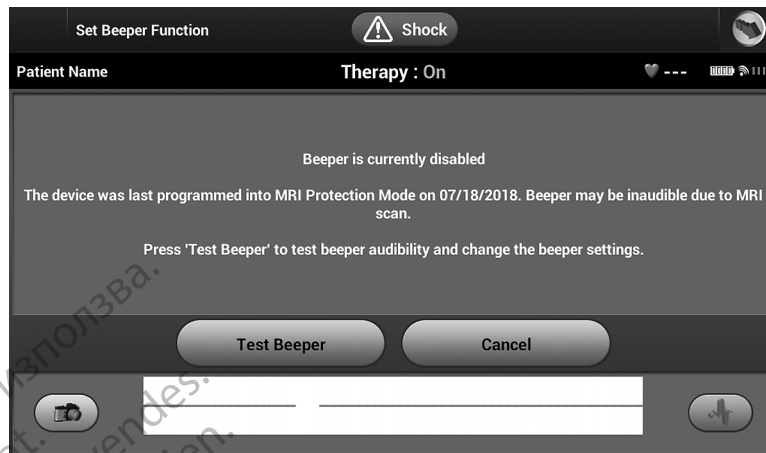 Set Beeper Function
Shock
Patient Name
Therapy : On
---
Beeper is currently disabled
The device was last programmed into MRI Protection Mode on 07/18/2018. Beeper may be inaudible due to MRI
scan.
Press 'Test Beeper' to test beeper audibility and change the beeper settings.
използва.
Test Beeper
Cancel